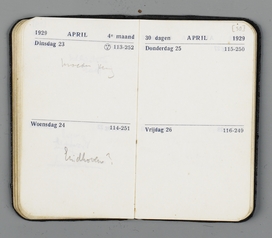 1929 APRIL 4e maand
Dinsdag 23 113-252
Woensdag 24 114-251
Eindhoven?
30 dagen APRIL 1929
Donderdag 25 115-250
Vrijdag 26 116-249